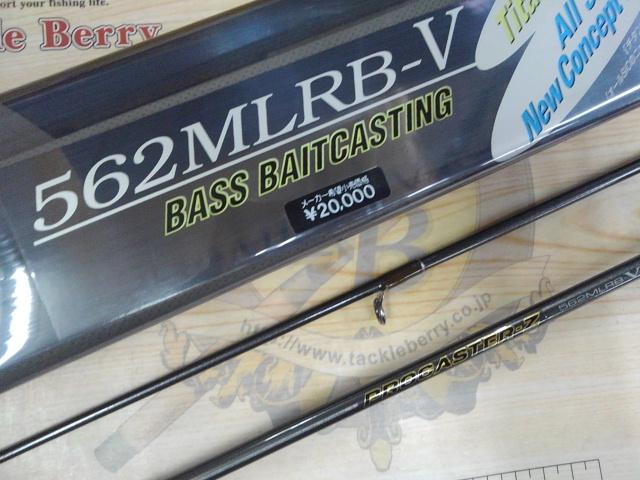 ort your fishing life.
le Berry
562MLRB-V
BASS BAITCASTING
メーカー希望小売価格
¥20,000
Tita
All S
New Concept
http://www.tackleberry.co.jp
PROCASTER-Z 562MLRB-V